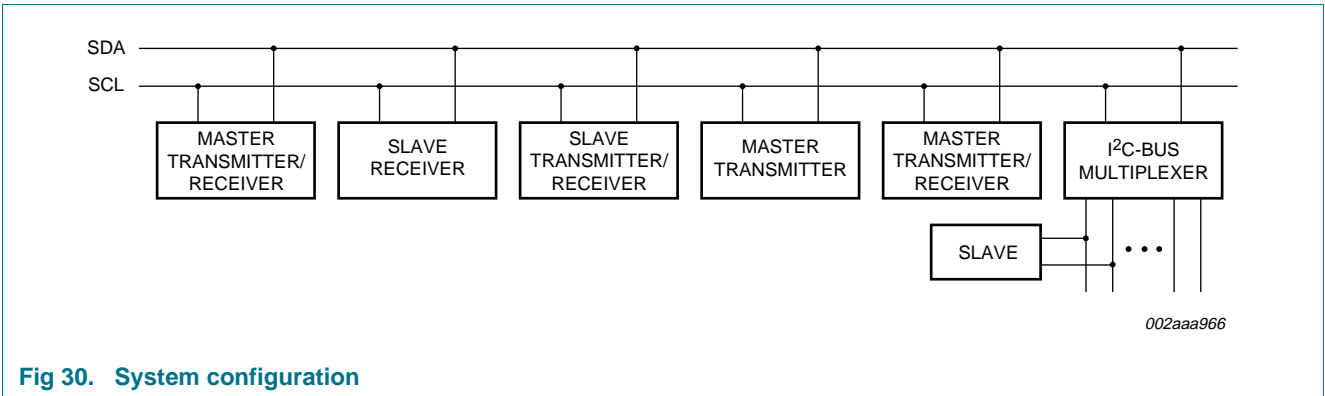 SDA
SCL
MASTER
TRANSMITTER/
RECEIVER
SLAVE
RECEIVER
SLAVE
TRANSMITTER/
RECEIVER
MASTER
TRANSMITTER
MASTER
TRANSMITTER/
RECEIVER
I²C-BUS
MULTIPLEXER
SLAVE
002aaa966
Fig 30. System configuration